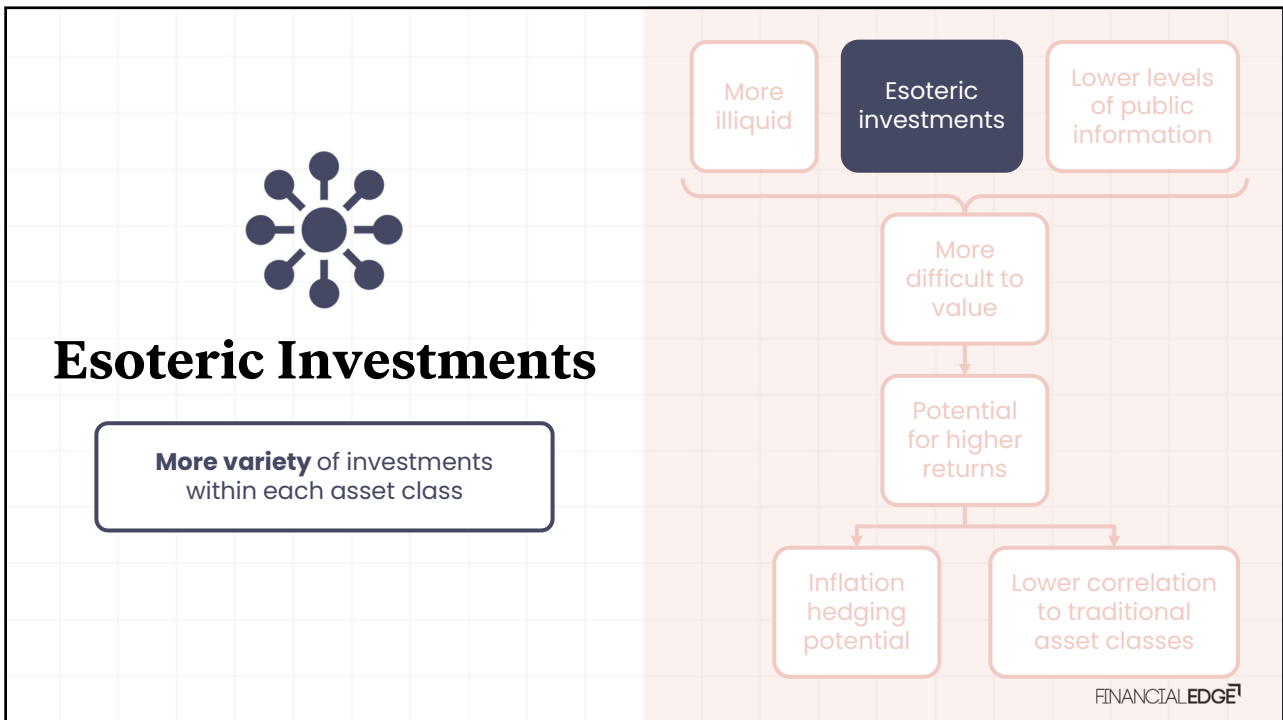 Esoteric Investments
More variety of investments
within each asset class
More
illiquid
Esoteric
investments
Lower levels
of public
information
More
difficult to
value
Potential
for higher
returns
Inflation
hedging
potential
Lower correlation
to traditional
asset classes
FINANCIALEDGE